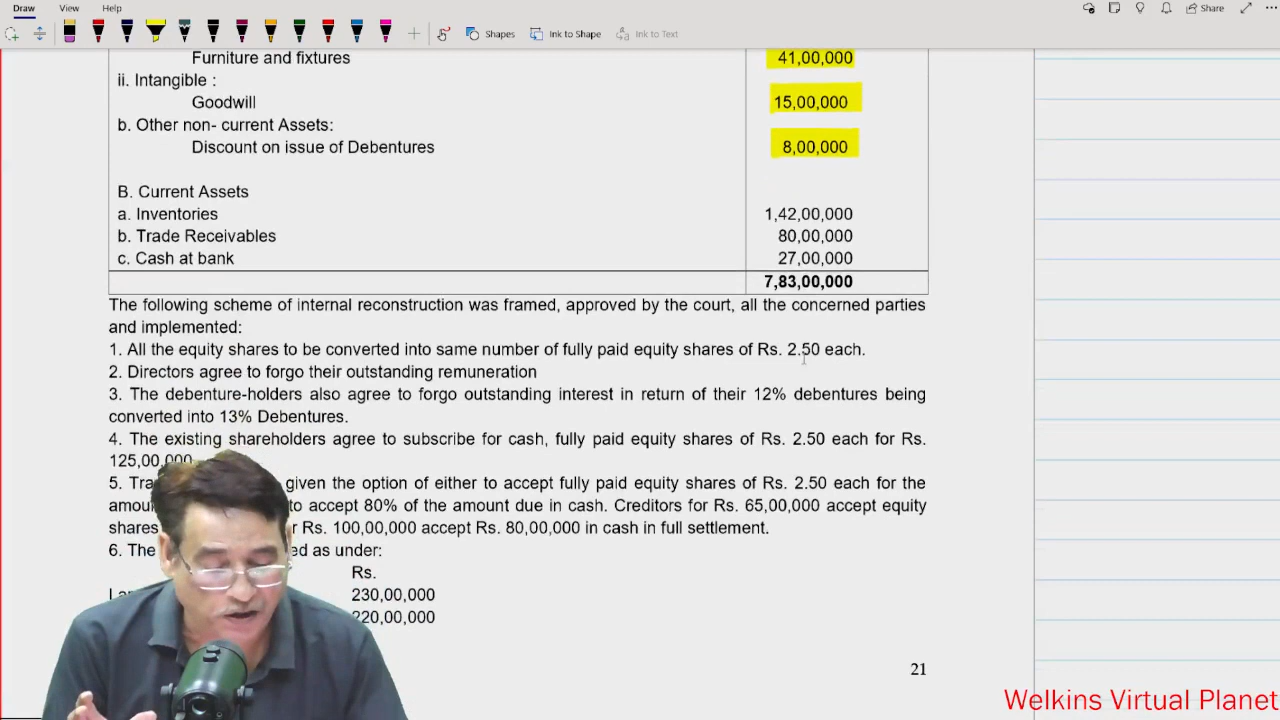 Draw View Help
Share
Shapes Ink to Shape Ink to Text
Furniture and fixtures 41,00,000
ii. Intangible :
Goodwill 15,00,000
b. Other non- current Assets:
Discount on issue of Debentures 8,00,000
B. Current Assets
a. Inventories 1,42,00,000
b. Trade Receivables 80,00,000
c. Cash at bank 27,00,000
7,83,00,000
The following scheme of internal reconstruction was framed, approved by the court, all the concerned parties
and implemented:
1. All the equity shares to be converted into same number of fully paid equity shares of Rs. 2.50 each.
2. Directors agree to forgo their outstanding remuneration
3. The debenture-holders also agree to forgo outstanding interest in return of their 12% debentures being
converted into 13% Debentures.
4. The existing shareholders agree to subscribe for cash, fully paid equity shares of Rs. 2.50 each for Rs.
125,00,000
5. given the option of either to accept fully paid equity shares of Rs. 2.50 each for the
to accept 80% of the amount due in cash. Creditors for Rs. 65,00,000 accept equity
shares Rs. 100,00,000 accept Rs. 80,00,000 in cash in full settlement.
6. The as under:
Rs.
230,00,000
220,00,000
21
Welkins Virtual Planet